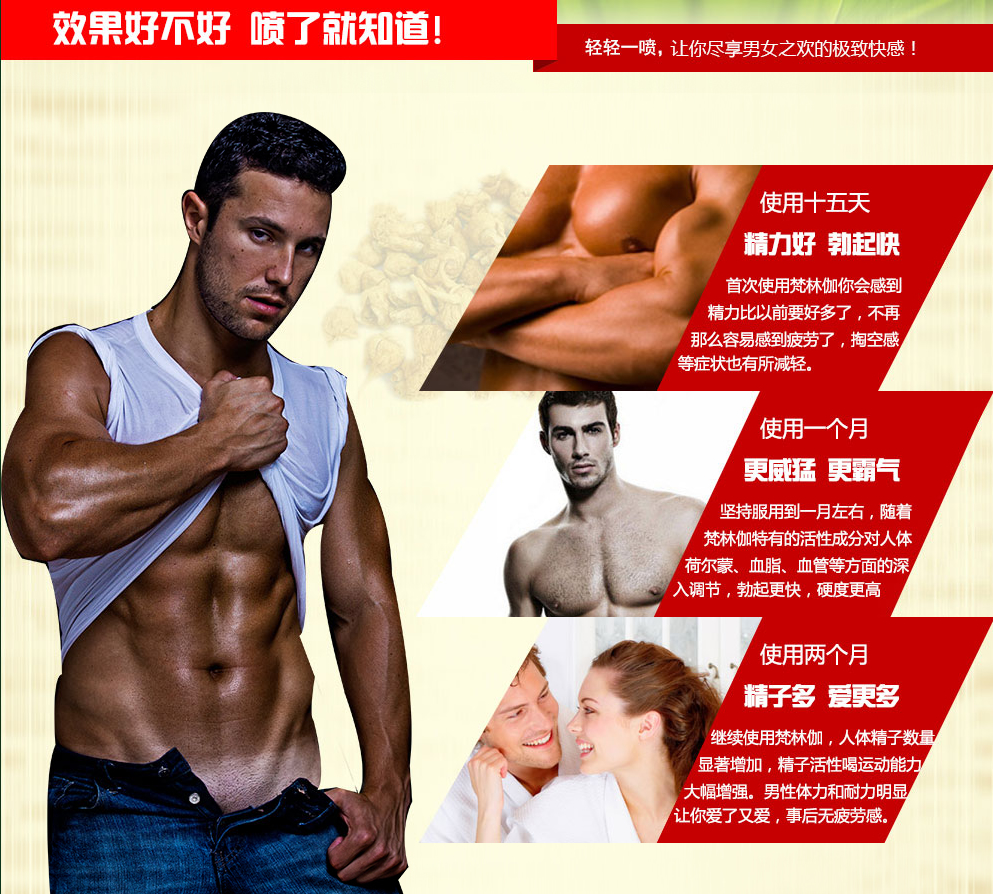 效果好不好 喷了就知道!
轻轻一喷，让你尽享男女之欢的极致快感！
使用十五天
精力好 勃起快
首次使用梵林伽你会感到
精力比以前要好多了，不再
那么容易感到疲劳了，掏空感
等症状也有所减轻。
使用一个月
更威猛 更霸气
坚持服用到一月左右，随着
梵林伽特有的活性成分对人体
荷尔蒙、血脂、血管等方面的深
入调节，勃起更快，硬度更高
使用两个月
精子多 爱更多
继续使用梵林伽，人体精子数量
显著增加，精子活性喝运动能力
大幅增强。男性体力和耐力明显
让你爱了又爱，事后无疲劳感。